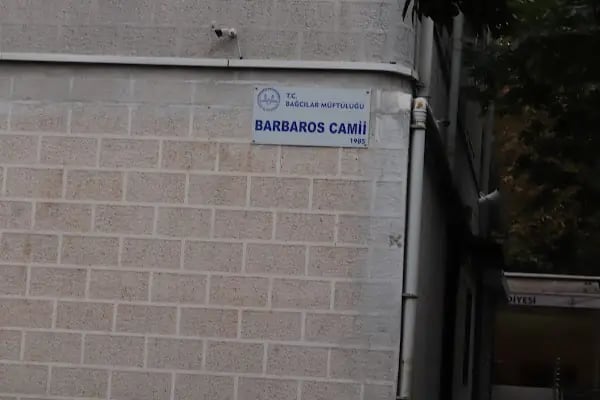 T.C.
BAĞCILAR MÜFTÜLÜĞÜ
BARBAROS CAMİİ
1985
DİYESİ